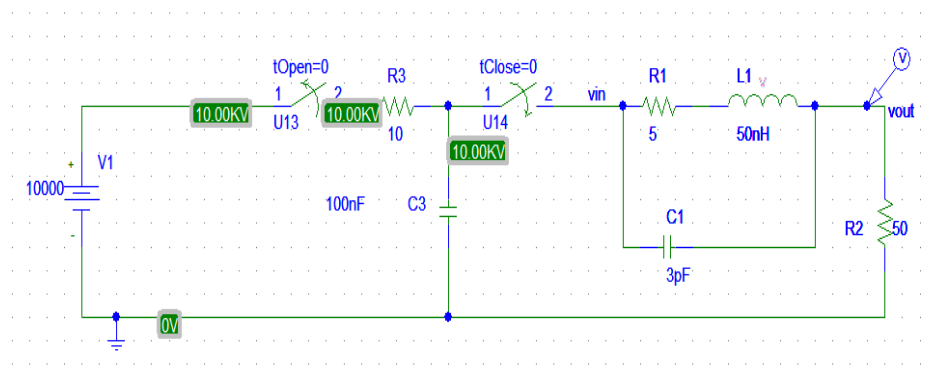 V
tOpen=0
tClose=0
R3
R1
L1
V
1
2
1
2
vin
vout
10.00KV
10.00KV
U13
10
U14
5
50nH
10.00KV
+
V1
10000
-
100nF
C3
C1
3pF
R2
50
0V